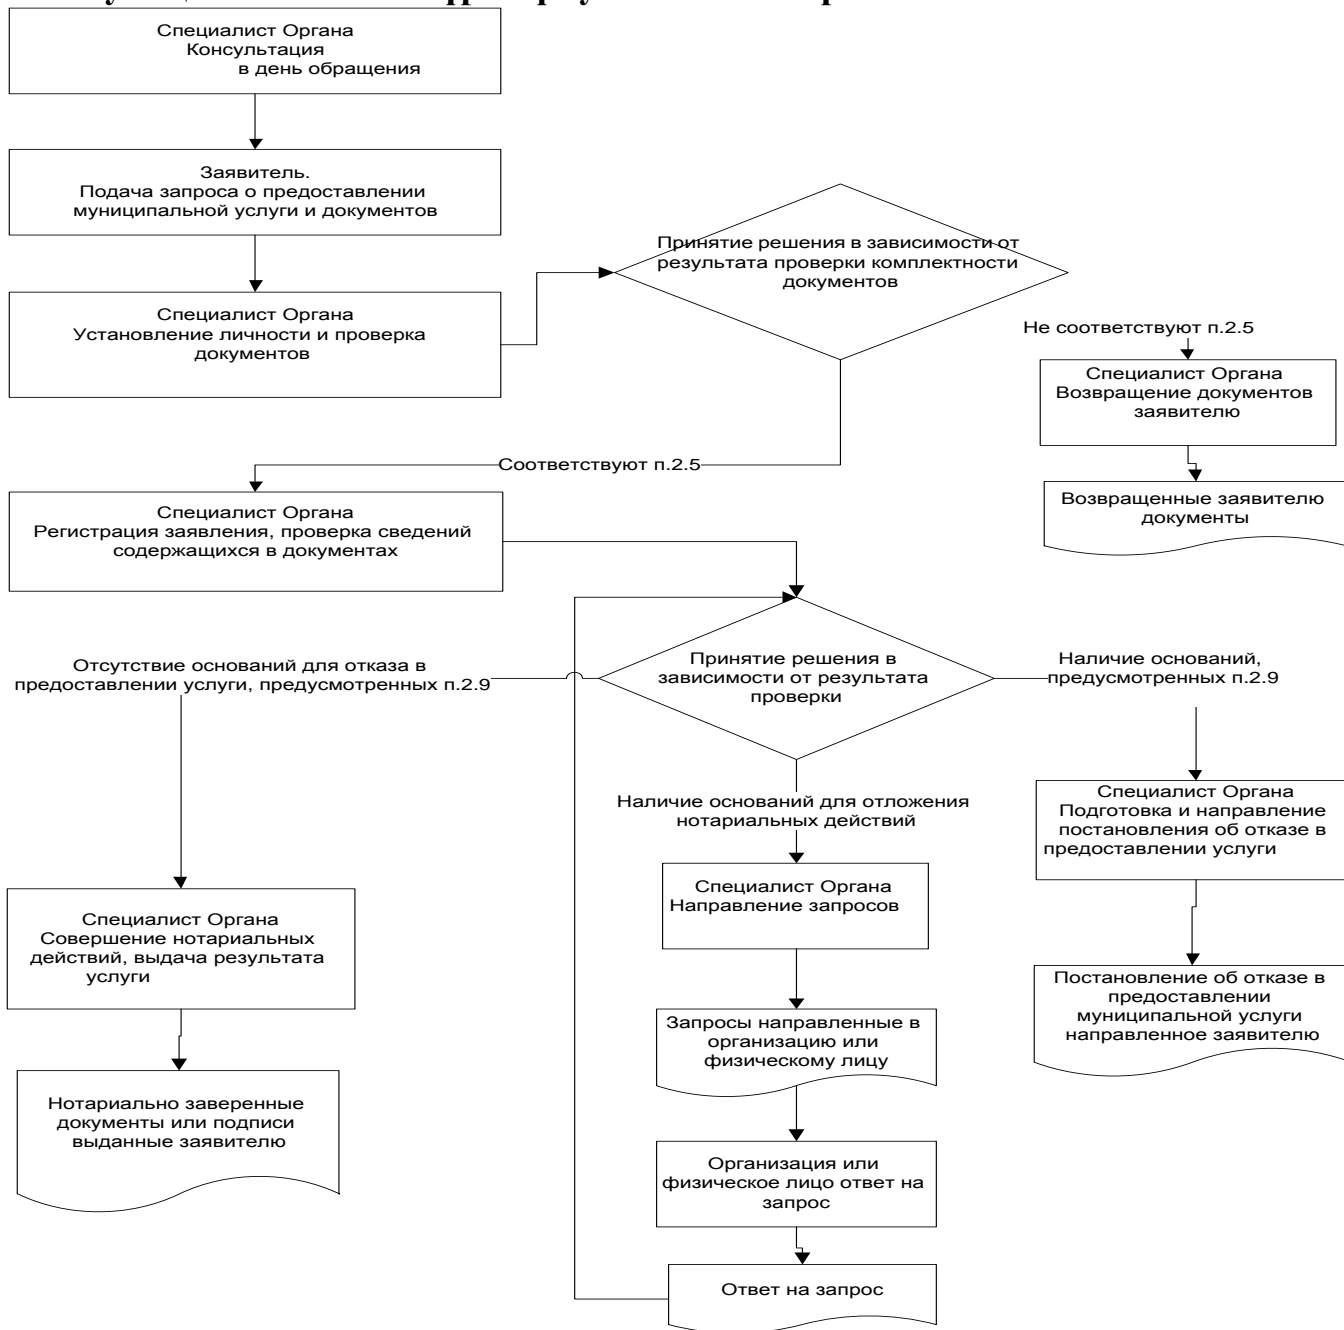 Специалист Органа
Консультация
в день обращения
Заявитель.
Подача запроса о предоставлении
муниципальной услуги и документов
Специалист Органа
Установление личности и проверка
документов
Принятие решения в зависимости от
результата проверки комплектности
документов
Не соответствуют п.2.5
Специалист Органа
Возвращение документов
заявителю
Возвращенные заявителю
документы
Соответствуют п.2.5
Специалист Органа
Регистрация заявления, проверка сведений
содержащихся в документах
Принятие решения в
зависимости от результата
проверки
Отсутствие оснований для отказа в
предоставлении услуги, предусмотренных п.2.9
Наличие оснований,
предусмотренных п.2.9
Наличие оснований для отложения
нотариальных действий
Специалист Органа
Подготовка и направление
постановления об отказе в
предоставлении услуги
Специалист Органа
Направление запросов
Специалист Органа
Совершение нотариальных
действий, выдача результата
услуги
Постановление об отказе в
предоставлении
муниципальной услуги
направленное заявителю
Запросы направленные в
организацию или
физическому лицу
Нотариально заверенные
документы или подписи
выданные заявителю
Организация или
физическое лицо ответ на
запрос
Ответ на запрос